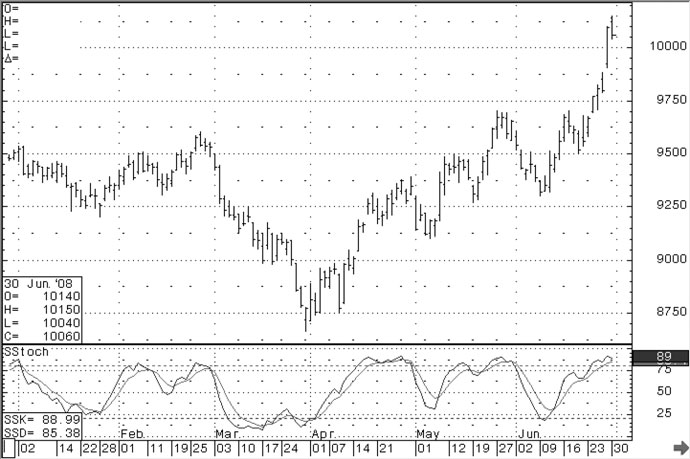 O=
H=
L=
L=
Δ=
10000
9750
9500
9250
9000
8750
30 Jun. '08
O= 10140
H= 10150
L= 10040
C= 10060
SStoch
89
75
50
25
SSK= 88.99
SSD= 85.38
Feb. Mar. Apr. May Jun.
02 14 22 28 01 11 19 25 03 10 17 24 01 07 14 21 01 12 19 27 02 09 16 23 30